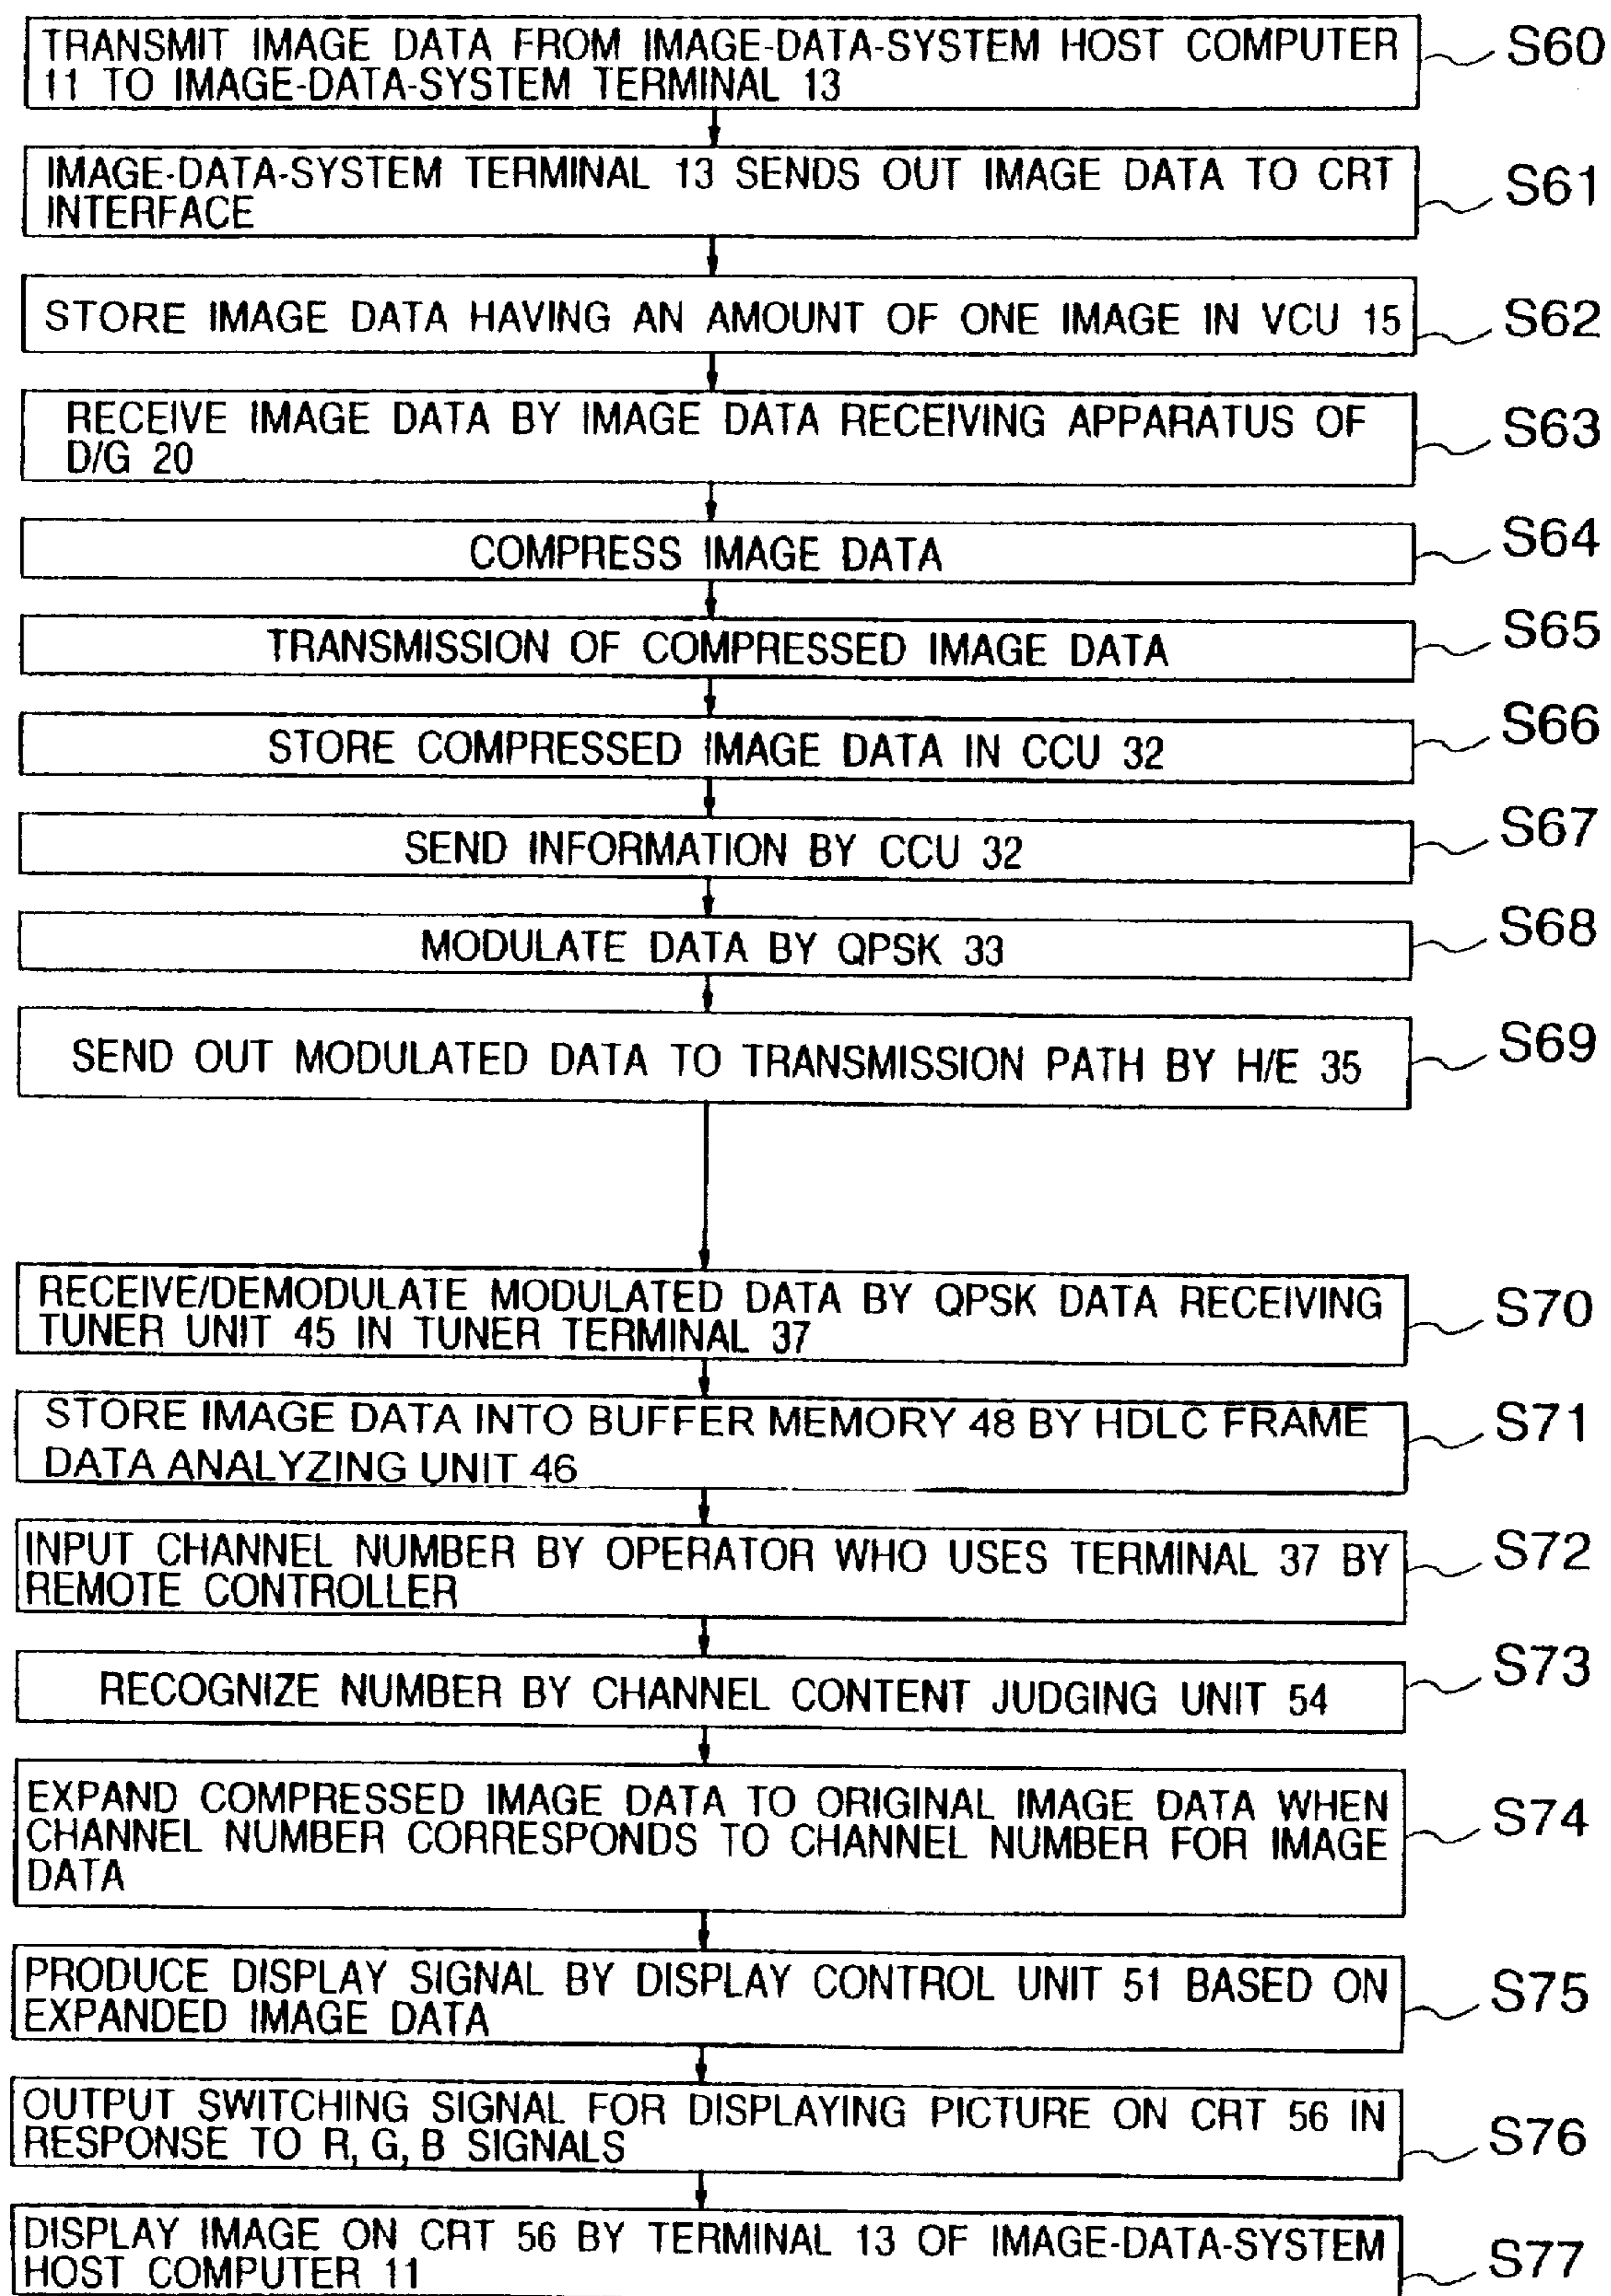 TRANSMIT IMAGE DATA FROM IMAGE-DATA-SYSTEM HOST COMPUTER
11 TO IMAGE-DATA-SYSTEM TERMINAL 13
S60
IMAGE-DATA-SYSTEM TERMINAL 13 SENDS OUT IMAGE DATA TO CRT
INTERFACE
S61
STORE IMAGE DATA HAVING AN AMOUNT OF ONE IMAGE IN VCU 15
S62
RECEIVE IMAGE DATA BY IMAGE DATA RECEIVING APPARATUS OF
D/G 20
S63
COMPRESS IMAGE DATA
S64
TRANSMISSION OF COMPRESSED IMAGE DATA
S65
STORE COMPRESSED IMAGE DATA IN CCU 32
S66
SEND INFORMATION BY CCU 32
S67
MODULATE DATA BY QPSK 33
S68
SEND OUT MODULATED DATA TO TRANSMISSION PATH BY H/E 35
S69
RECEIVE/DEMODULATE MODULATED DATA BY QPSK DATA RECEIVING
TUNER UNIT 45 IN TUNER TERMINAL 37
S70
STORE IMAGE DATA INTO BUFFER MEMORY 48 BY HDLC FRAME
DATA ANALYZING UNIT 46
S71
INPUT CHANNEL NUMBER BY OPERATOR WHO USES TERMINAL 37 BY
REMOTE CONTROLLER
S72
RECOGNIZE NUMBER BY CHANNEL CONTENT JUDGING UNIT 54
S73
EXPAND COMPRESSED IMAGE DATA TO ORIGINAL IMAGE DATA WHEN
CHANNEL NUMBER CORRESPONDS TO CHANNEL NUMBER FOR IMAGE
DATA
S74
PRODUCE DISPLAY SIGNAL BY DISPLAY CONTROL UNIT 51 BASED ON
EXPANDED IMAGE DATA
S75
OUTPUT SWITCHING SIGNAL FOR DISPLAYING PICTURE ON CRT 56 IN
RESPONSE TO R, G, B SIGNALS
S76
DISPLAY IMAGE ON CRT 56 BY TERMINAL 13 OF IMAGE-DATA-SYSTEM
HOST COMPUTER 11
S77